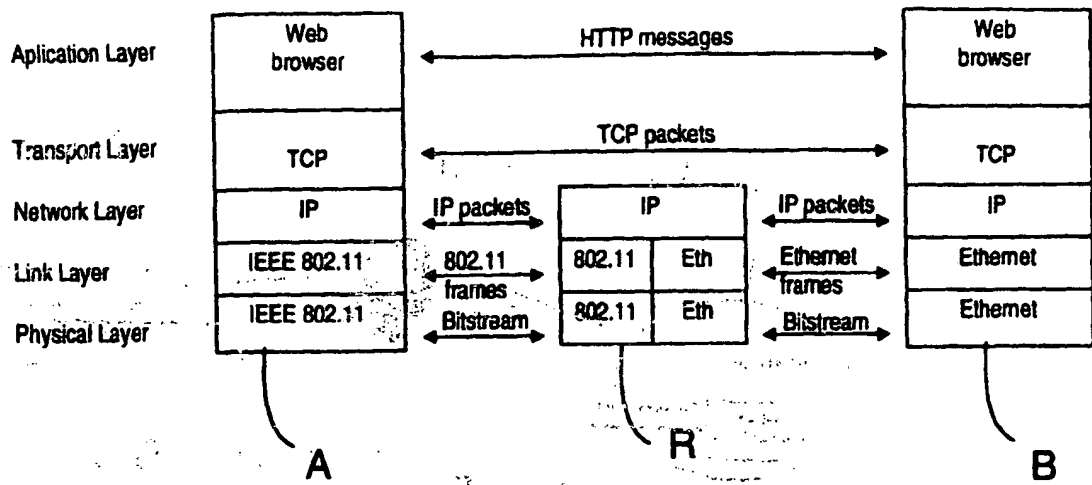 Aplication Layer
Web browser
HTTP messages
Web browser
Transport Layer
TCP
TCP packets
TCP
Network Layer
IP
IP packets
IP
IP packets
IP
Link Layer
IEEE 802.11
802.11 frames
802.11
Eth
Ethernet frames
Ethernet
Physical Layer
IEEE 802.11
Bitstream
802.11
Eth
Bitstream
Ethernet
A
R
B